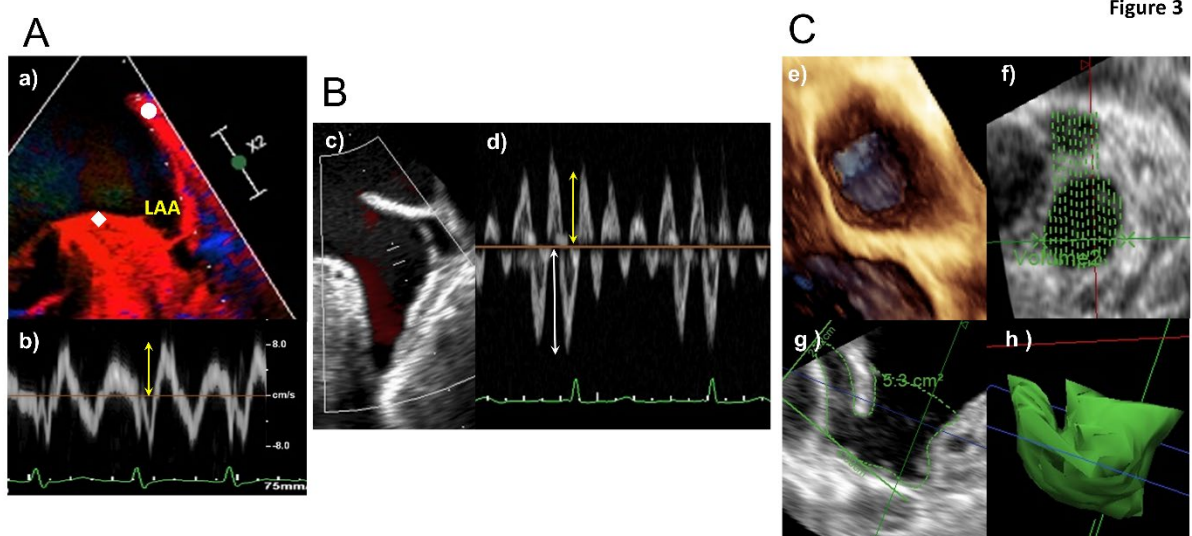 Figure 3
A
a)
X2
LAA
b)
8.0
cm/s
-8.0
75mm/
B
c)
d)
C
e)
f)
Volume2
g)
5.3 cm²
h)